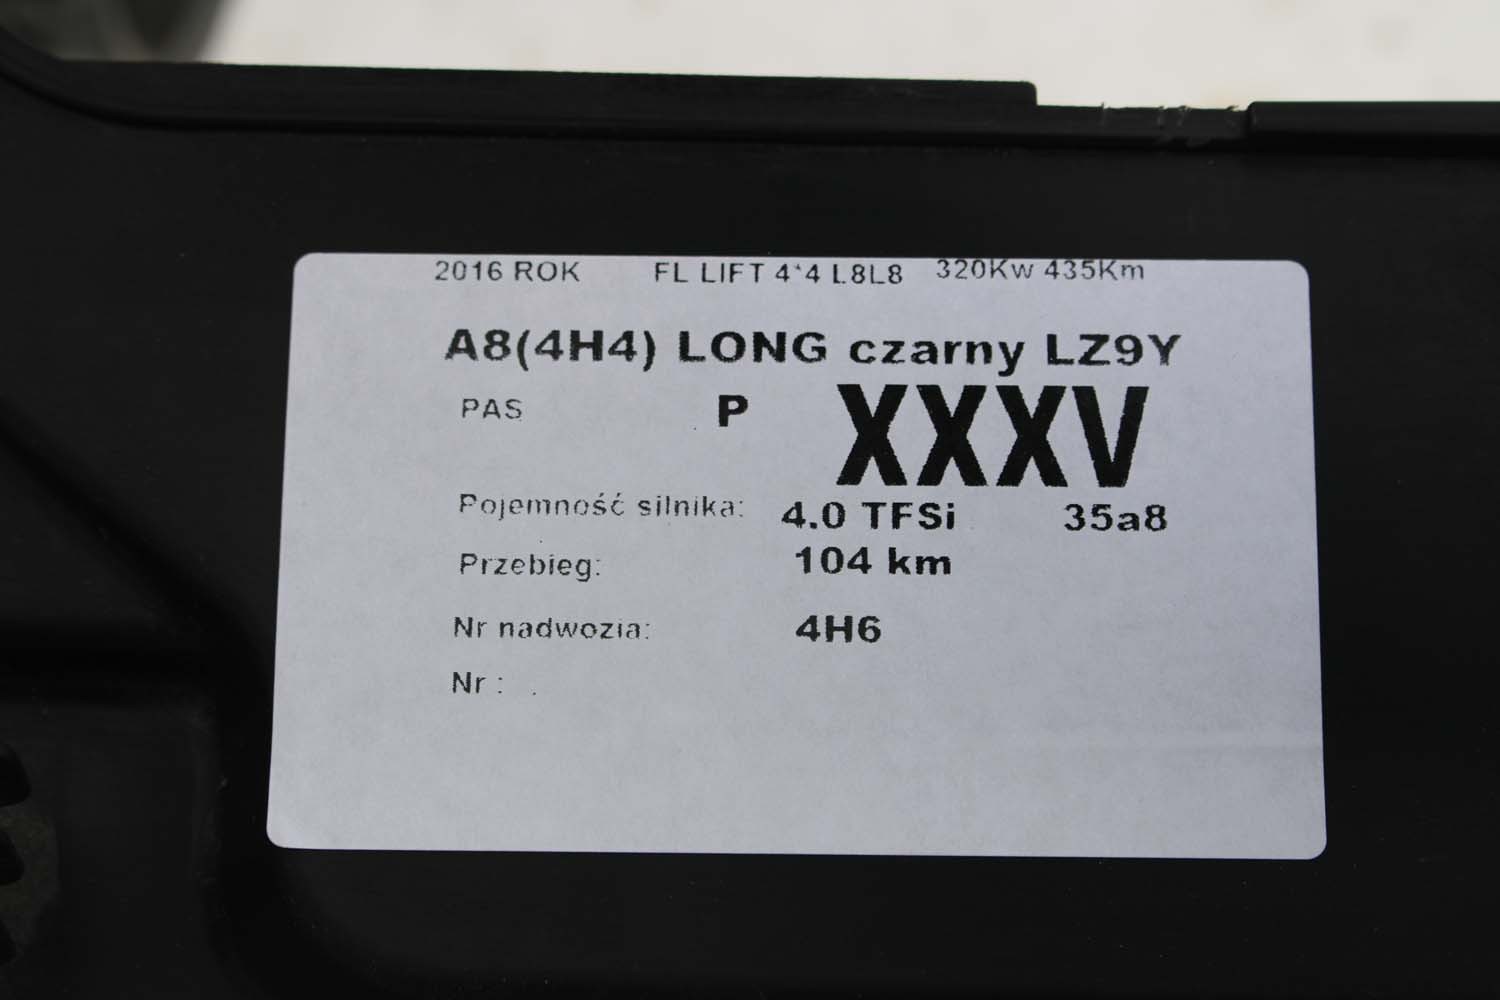 2016 ROK FL LIFT 4*4 L8L8 320Kw 435Km
A8(4H4) LONG czarny LZ9Y
PAS P XXXV
Pojemność silnika: 4.0 TFSi 35a8
Przebieg: 104 km
Nr nadwozia: 4H6
Nr : .